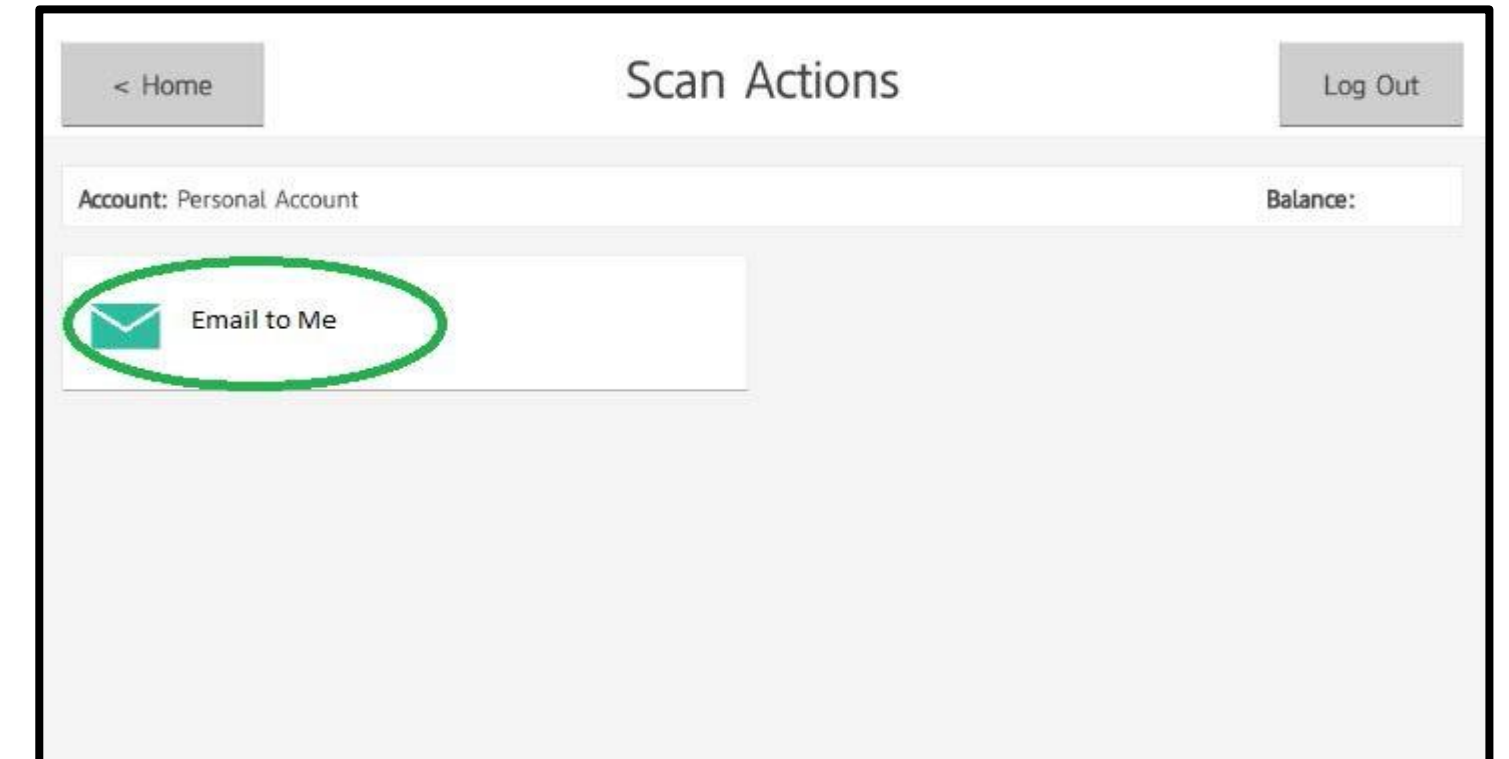 < Home
Scan Actions
Log Out
Account: Personal Account
Balance:
Email to Me